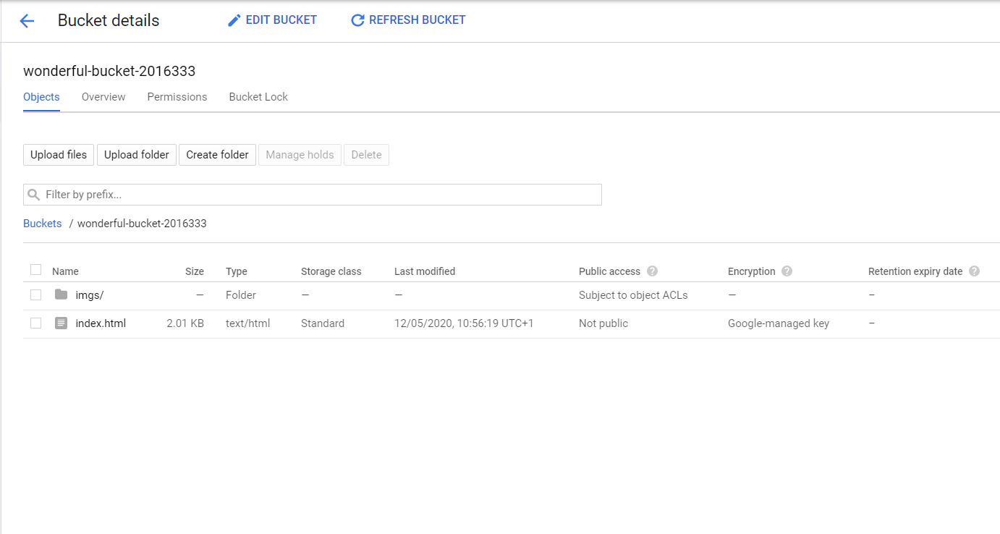 Bucket details EDIT BUCKET REFRESH BUCKET
wonderful-bucket-2016333
Objects Overview Permissions Bucket Lock
Upload files Upload folder Create folder Manage holds Delete
Filter by prefix...
Buckets / wonderful-bucket-2016333
Name Size Type Storage class Last modified Public access ? Encryption ? Retention expiry date ?
imgs/ — Folder — — Subject to object ACLs — –
index.html 2.01 KB text/html Standard 12/05/2020, 10:56:19 UTC+1 Not public Google-managed key –